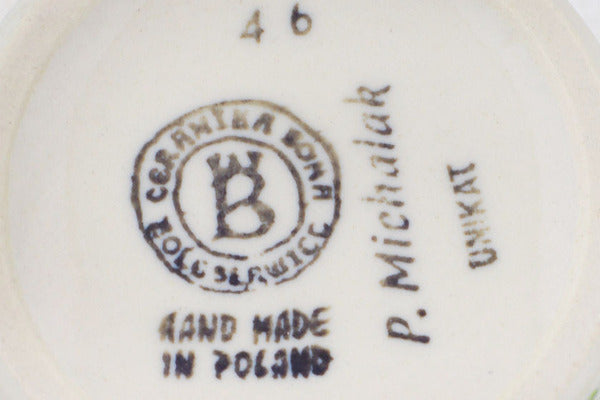 46
CERAMIKA BONA
BOLESŁAWIEC
B
HAND MADE
IN POLAND
P. Michalak
UNIKAT